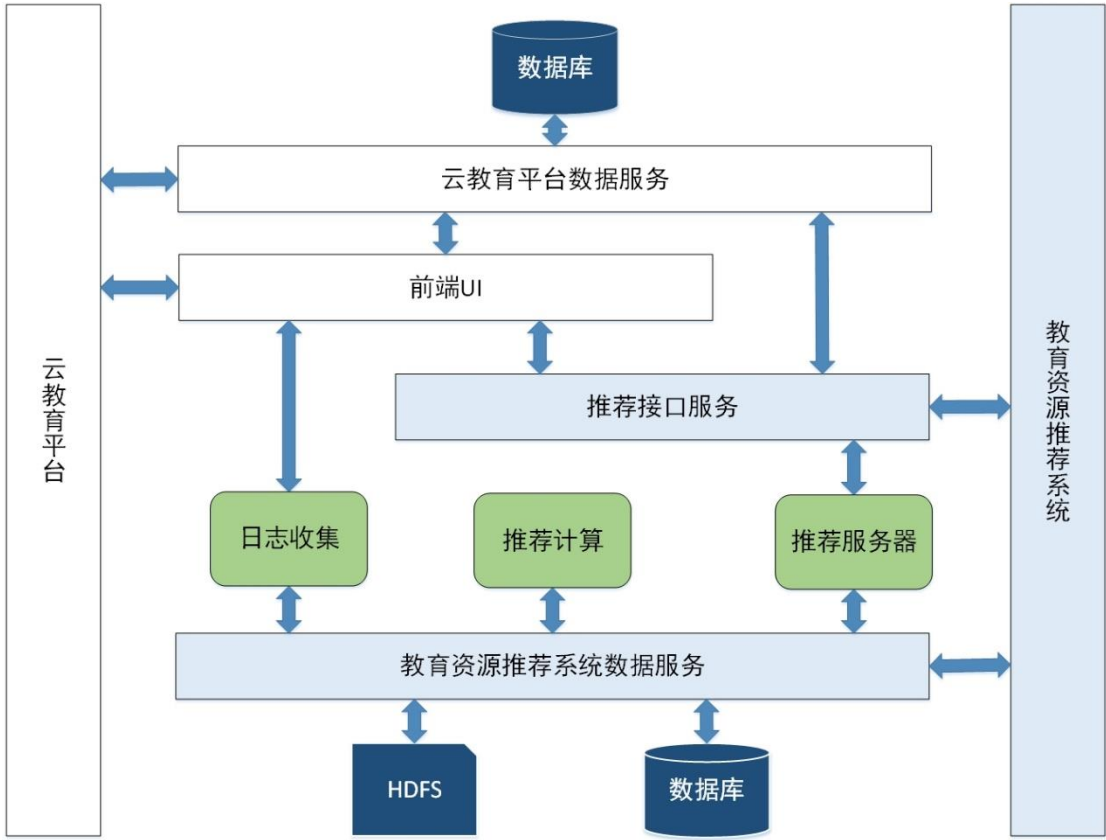 数据库
云教育平台数据服务
前端UI
云教育平台
教育资源推荐系统
推荐接口服务
日志收集
推荐计算
推荐服务器
教育资源推荐系统数据服务
HDFS
数据库